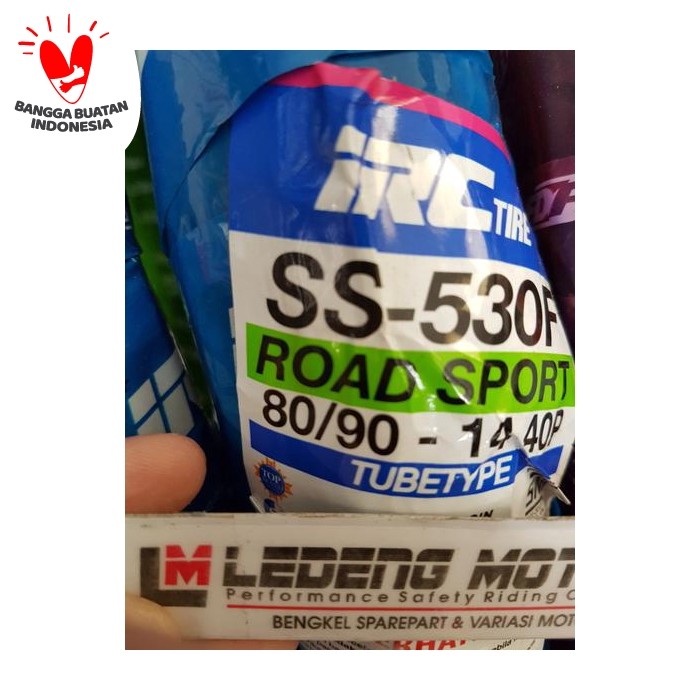 BANGGA BUATAN
INDONESIA
iRC TIRE
SS-530F
ROAD SPORT
80/90 - 14 40P
TUBETYPE
TOP
LM LEDENG MOT
Performance Safety Riding C
BENGKEL SPAREPART & VARIASI MOT